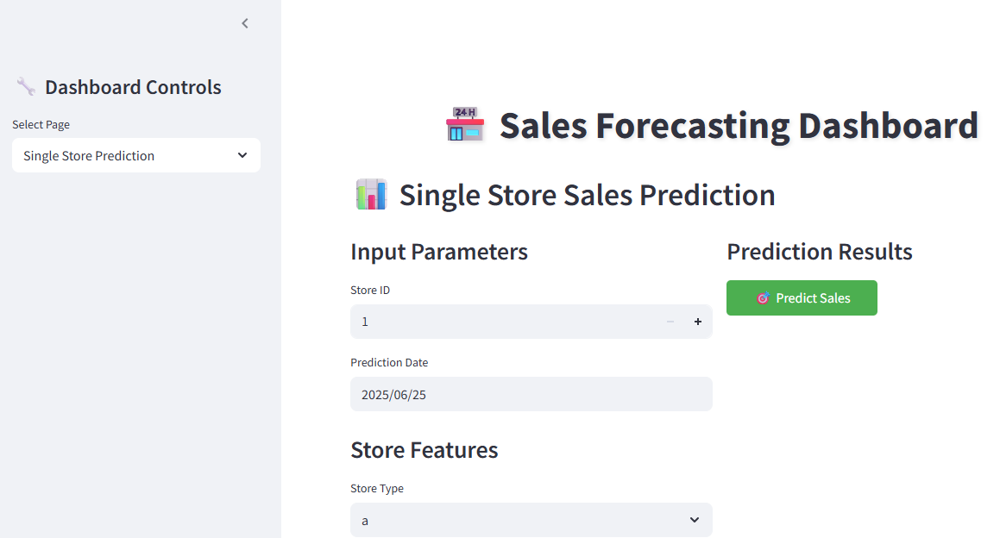 Dashboard Controls
Select Page
Single Store Prediction
24 H
Sales Forecasting Dashboard
Single Store Sales Prediction
Input Parameters
Store ID
1
Prediction Date
2025/06/25
Store Features
Store Type
a
Prediction Results
Predict Sales